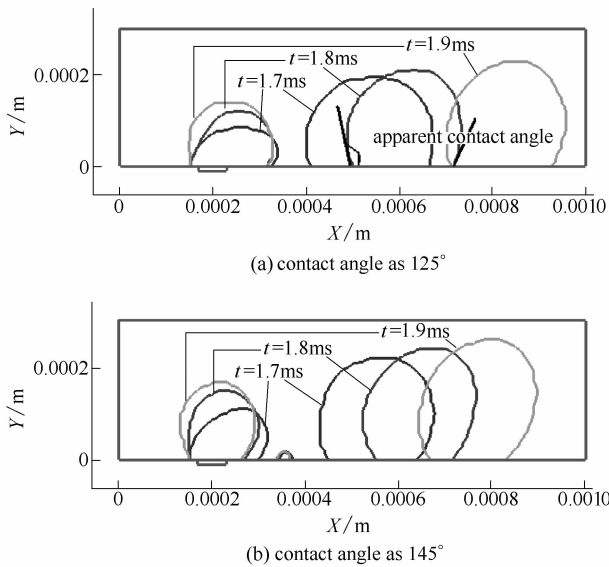 t=1.9ms
t=1.8ms
t=1.7ms
0.0002
Y/m
apparent contact angle
0
0 0.0002 0.0004 0.0006 0.0008 0.0010
X/m
(a) contact angle as 125°
t=1.9ms
t=1.8ms
t=1.7ms
0.0002
Y/m
0
0 0.0002 0.0004 0.0006 0.0008 0.0010
X/m
(b) contact angle as 145°